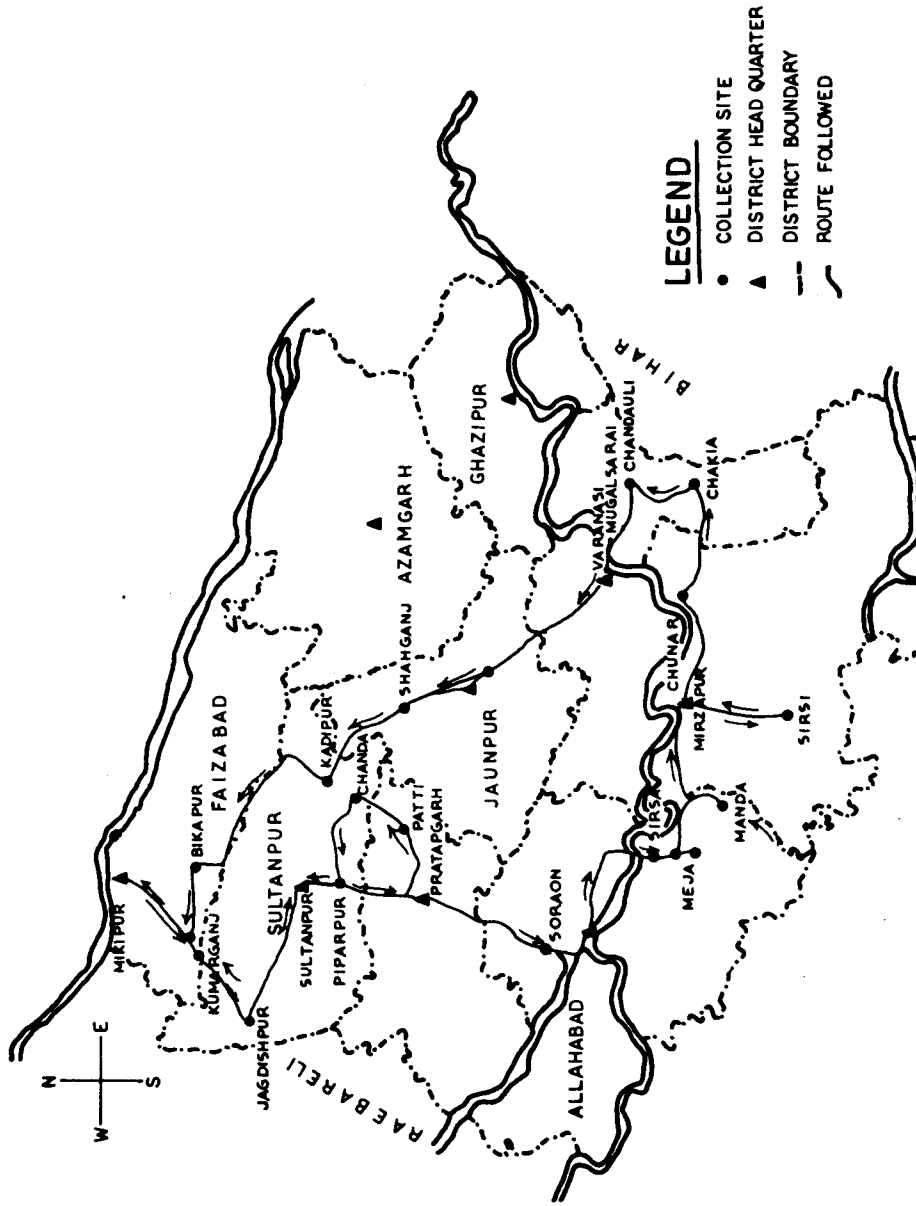 N
W
E
S
MIRIPUR
BIKAPUR
FAIZABAD
KUMARGANJ
JAGDISHPUR
SULTANPUR
SULTANPUR
PIPARPUR
KADIPUR
CHANDA
PATTI
PRATAPGARH
RAEBARELI
SHAHGANJ
AZAMGARH
GHAZIPUR
JAUNPUR
SORAON
ALLAHABAD
SIRSA
MEJA
MANDA
MIRZAPUR
SIRSI
CHUNAR
VARANASI
MUGALSARAI
CHANDAULI
CHAKIA
BIHAR
LEGEND
COLLECTION SITE
DISTRICT HEAD QUARTER
DISTRICT BOUNDARY
ROUTE FOLLOWED